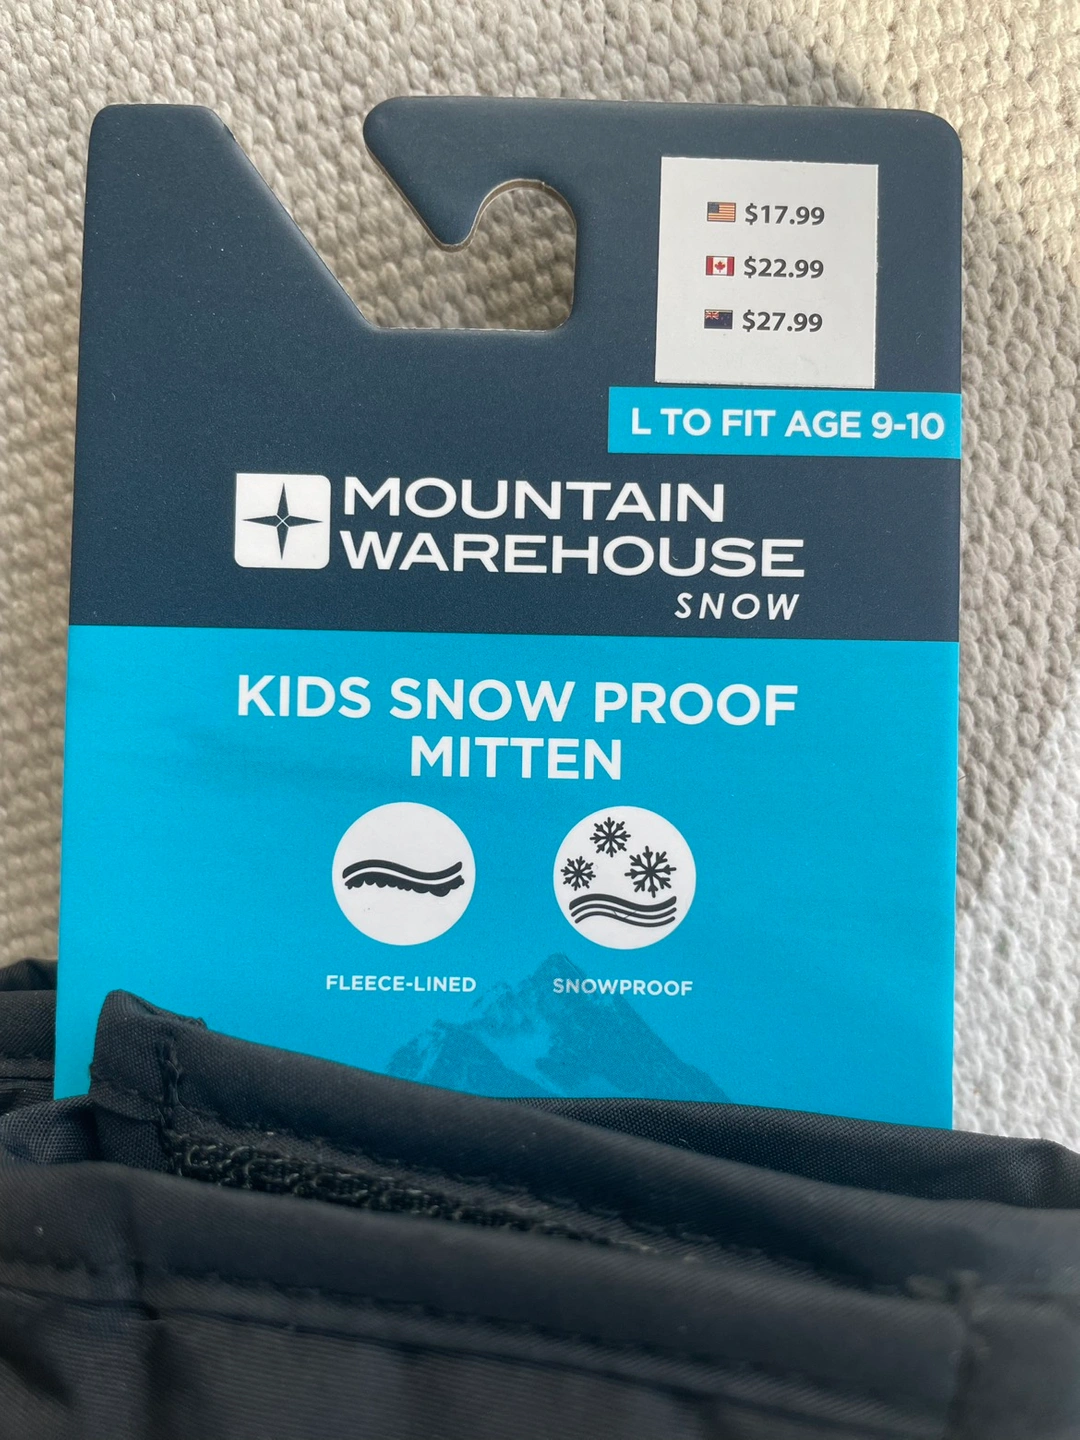 $17.99
$22.99
$27.99
L TO FIT AGE 9-10
MOUNTAIN
WAREHOUSE
SNOW
KIDS SNOW PROOF
MITTEN
FLEECE-LINED
SNOWPROOF